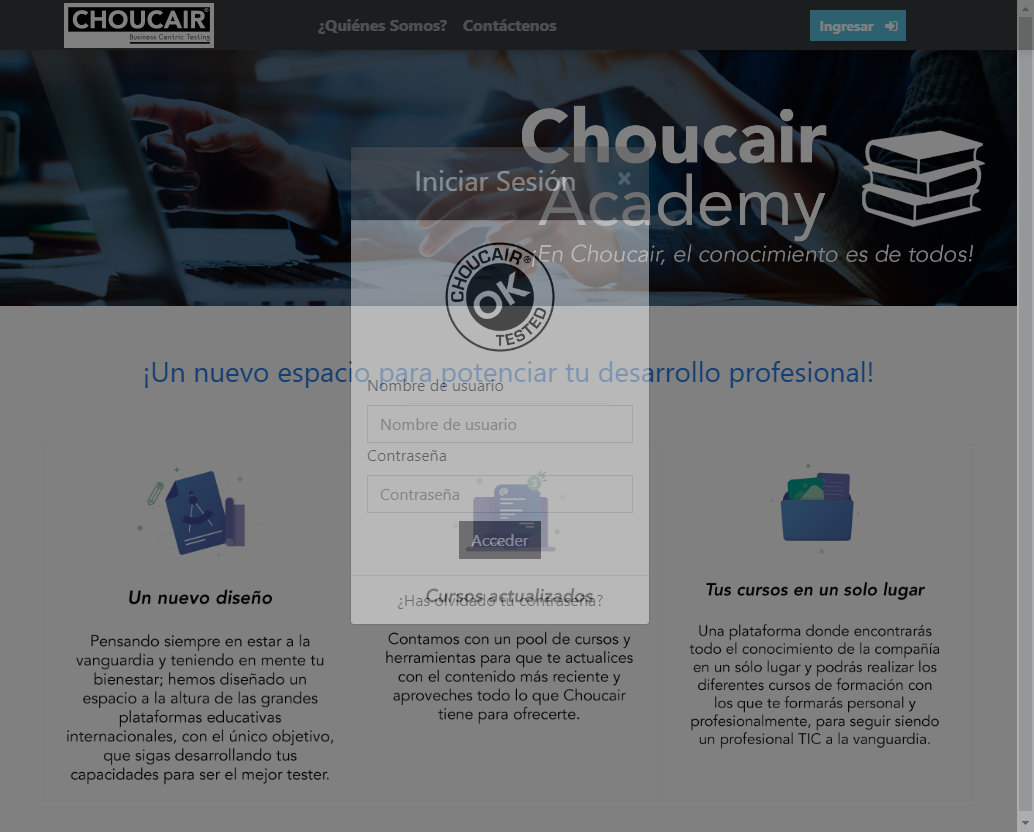 CHOUCAIR®
Business Centric Testing
¿Quiénes Somos?
Contáctenos
Ingresar
Choucair
Academy
¡En Choucair, el conocimiento es de todos!
Iniciar Sesión
×
CHOUCAIR®
OK
TESTED
¡Un nuevo espacio para potenciar tu desarrollo profesional!
Nombre de usuario
Nombre de usuario
Contraseña
Contraseña
3
Acceder
¿Has olvidado tu contraseña?
Un nuevo diseño
Pensando siempre en estar a la
vanguardia y teniendo en mente tu
bienestar; hemos diseñado un
espacio a la altura de las grandes
plataformas educativas
internacionales, con el único objetivo,
que sigas desarrollando tus
capacidades para ser el mejor tester.
Cursos actualizados
Contamos con un pool de cursos y
herramientas para que te actualices
con el contenido más reciente y
aproveches todo lo que Choucair
tiene para ofrecerte.
Tus cursos en un solo lugar
Una plataforma donde encontrarás
todo el conocimiento de la compañía
en un sólo lugar y podrás realizar los
diferentes cursos de formación con
los que te formarás personal y
profesionalmente, para seguir siendo
un profesional TIC a la vanguardia.